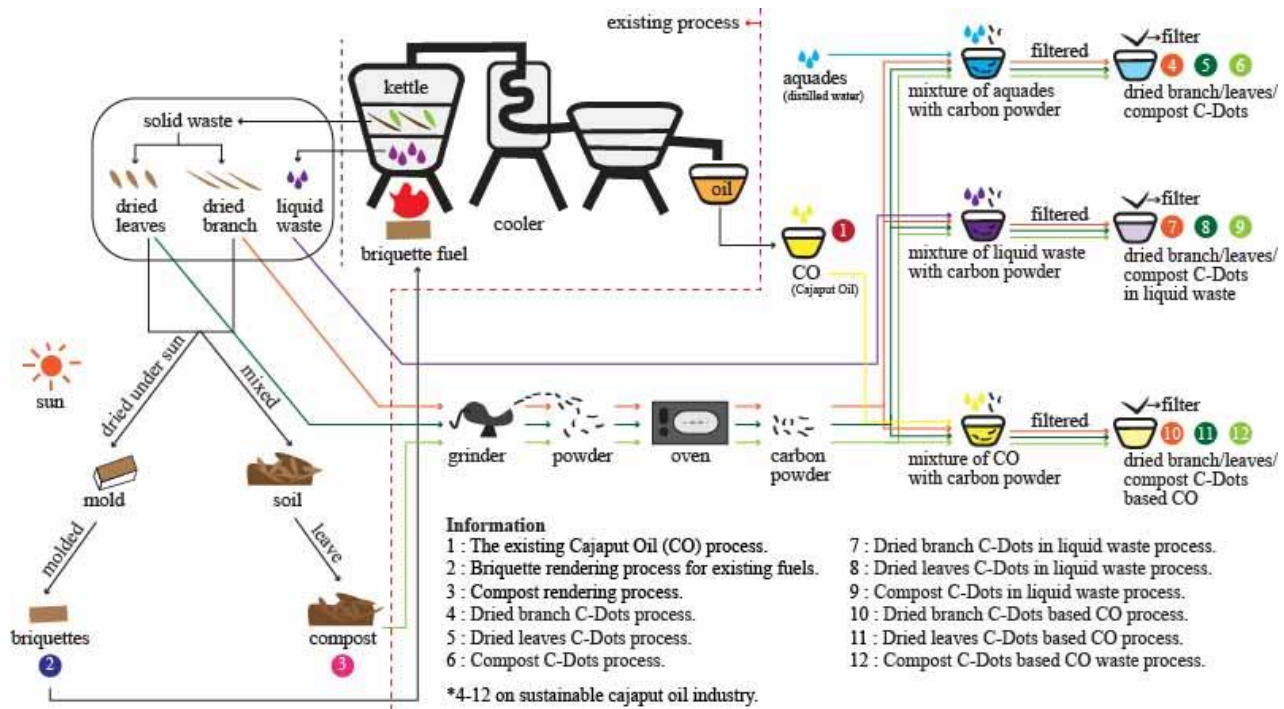 existing process
kettle
solid waste
dried
leaves
dried
branch
liquid
waste
briquette fuel
cooler
oil
aquades
(distilled water)
CO
(Cajaput Oil)
1
mixture of aquades
with carbon powder
filtered
filter
4 5 6
dried branch/leaves/
compost C-Dots
mixture of liquid waste
with carbon powder
filtered
filter
7 8 9
dried branch/leaves/
compost C-Dots
in liquid waste
mixture of CO
with carbon powder
filtered
filter
10 11 12
dried branch/leaves/
compost C-Dots
based CO
sun
dried under sun
mixed
mold
soil
molded
leave
briquettes
2
compost
3
grinder
powder
oven
carbon
powder
Information
1 : The existing Cajaput Oil (CO) process.
2 : Briquette rendering process for existing fuels.
3 : Compost rendering process.
4 : Dried branch C-Dots process.
5 : Dried leaves C-Dots process.
6 : Compost C-Dots process.
*4-12 on sustainable cajaput oil industry.
7 : Dried branch C-Dots in liquid waste process.
8 : Dried leaves C-Dots in liquid waste process.
9 : Compost C-Dots in liquid waste process.
10 : Dried branch C-Dots based CO process.
11 : Dried leaves C-Dots based CO process.
12 : Compost C-Dots based CO waste process.